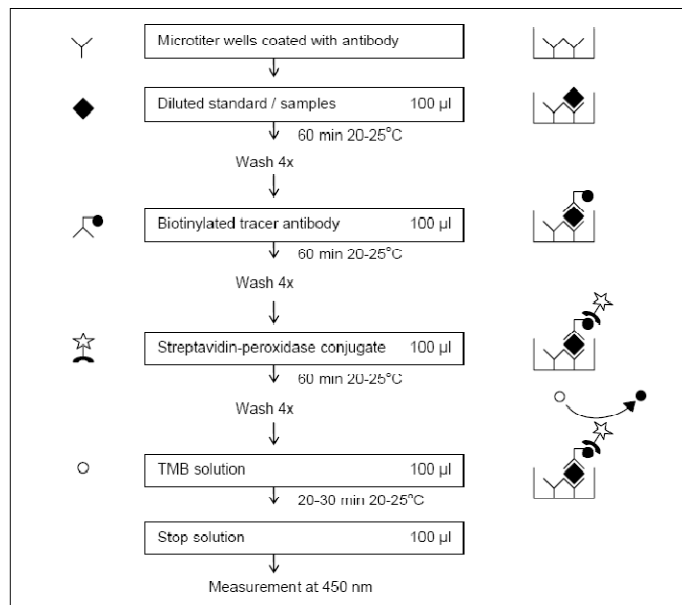 Microtiter wells coated with antibody
Diluted standard / samples 100 µl
60 min 20-25°C
Wash 4x
Biotinylated tracer antibody 100 µl
60 min 20-25°C
Wash 4x
Streptavidin-peroxidase conjugate 100 µl
60 min 20-25°C
Wash 4x
TMB solution 100 µl
20-30 min 20-25°C
Stop solution 100 µl
Measurement at 450 nm